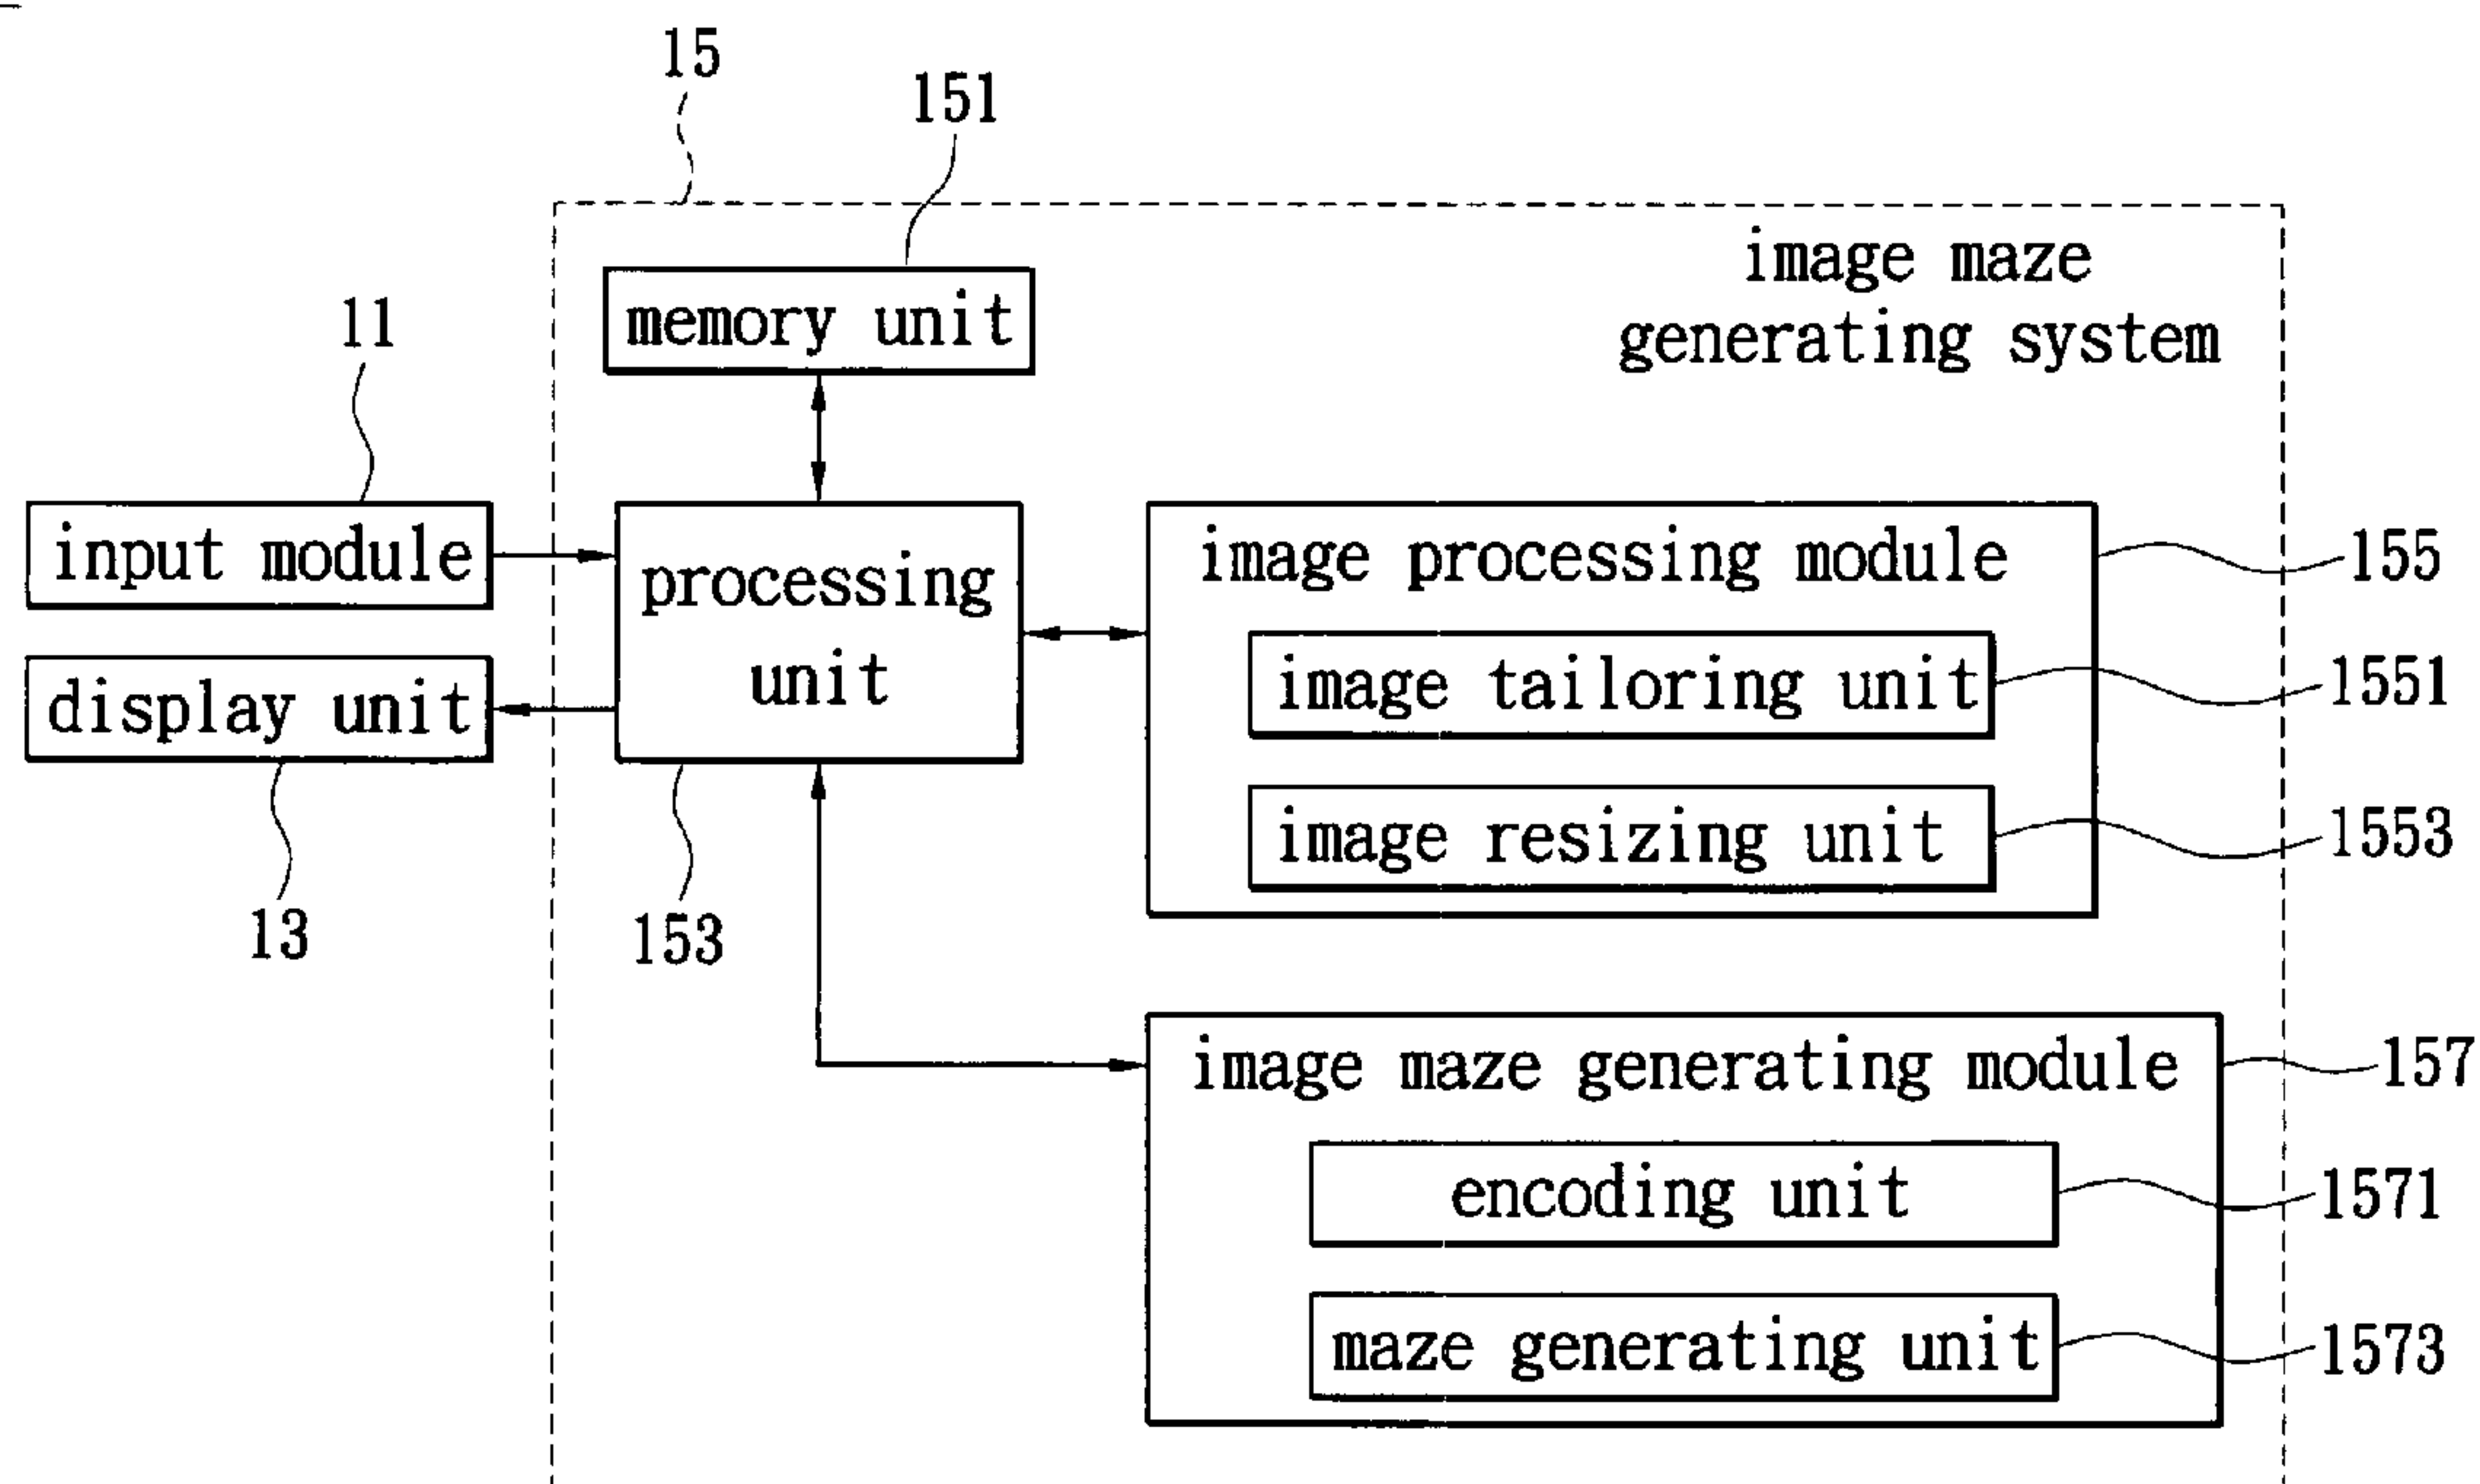 15
151
image maze
generating system
memory unit
11
input module
processing
unit
image processing module
155
image tailoring unit
1551
display unit
image resizing unit
1553
13
153
image maze generating module
157
encoding unit
1571
maze generating unit
1573